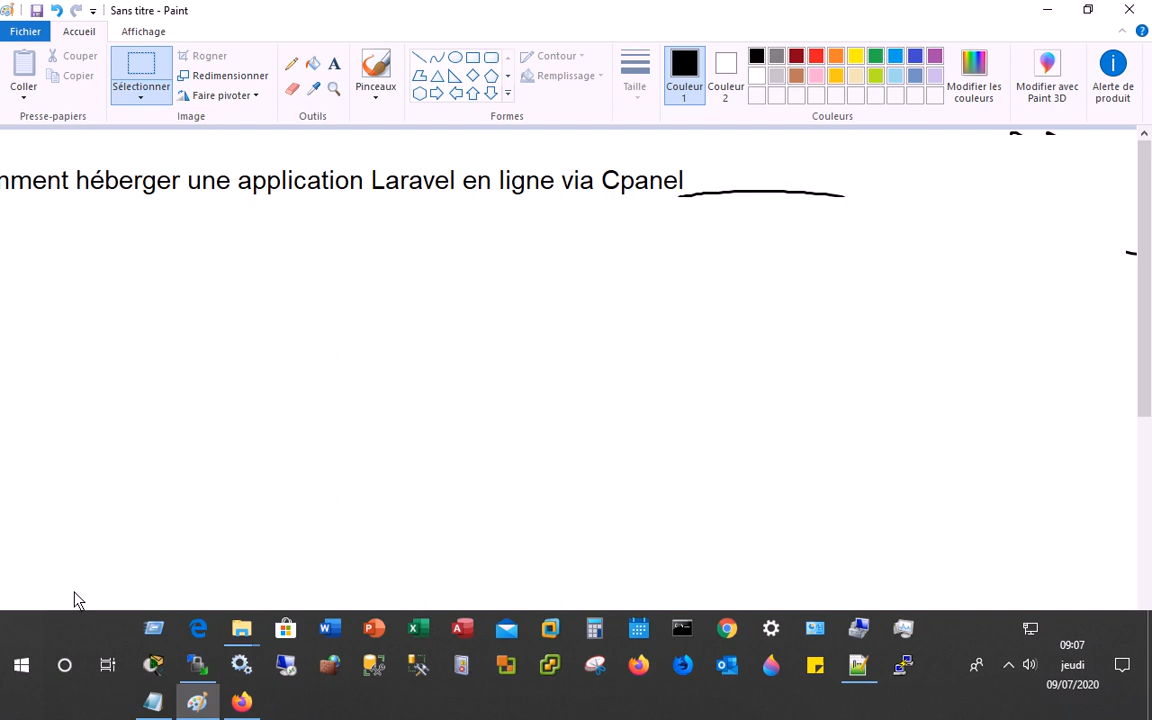 Sans titre - Paint
Fichier Accueil Affichage
Coller
Couper
Copier
Presse-papiers
Sélectionner
Rogner
Redimensionner
Faire pivoter
Image
Outils
Pinceaux
Contour
Remplissage
Formes
Taille
Couleur 1
Couleur 2
Modifier les couleurs
Couleurs
Modifier avec Paint 3D
Alerte de produit
mment héberger une application Laravel en ligne via Cpanel
09:07
jeudi
09/07/2020